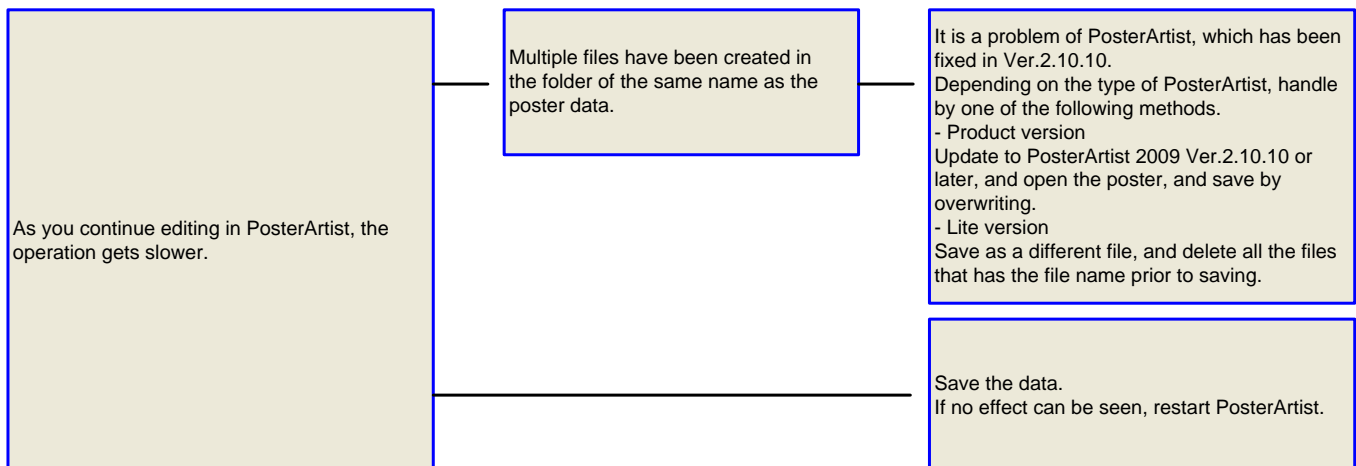 As you continue editing in PosterArtist, the
operation gets slower.
Multiple files have been created in
the folder of the same name as the
poster data.
It is a problem of PosterArtist, which has been
fixed in Ver.2.10.10.
Depending on the type of PosterArtist, handle
by one of the following methods.
- Product version
Update to PosterArtist 2009 Ver.2.10.10 or
later, and open the poster, and save by
overwriting.
- Lite version
Save as a different file, and delete all the files
that has the file name prior to saving.
Save the data.
If no effect can be seen, restart PosterArtist.